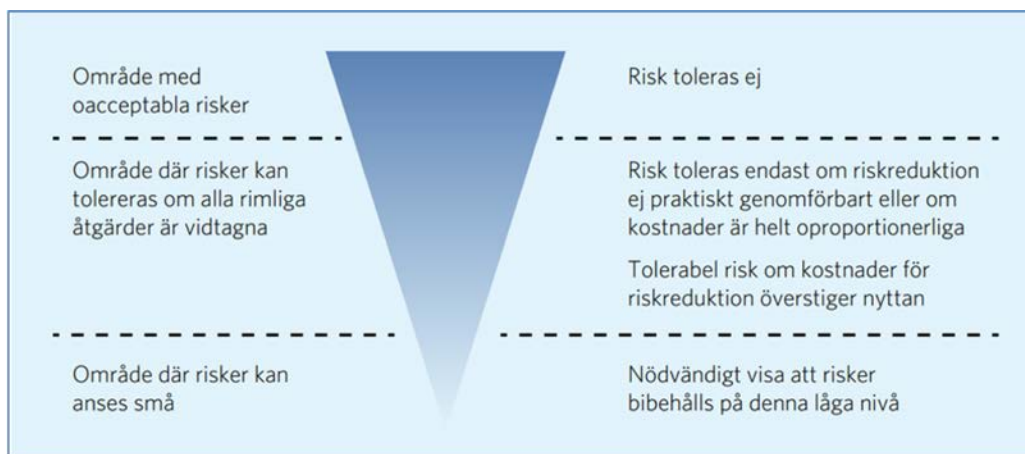 Område med
oacceptabla risker
Risk toleras ej
Område där risker kan
tolereras om alla rimliga
åtgärder är vidtagna
Risk toleras endast om riskreduktion
ej praktiskt genomförbart eller om
kostnader är helt oproportionerliga
Tolerabel risk om kostnader för
riskreduktion överstiger nyttan
Område där risker kan
anses små
Nödvändigt visa att risker
bibehålls på denna låga nivå